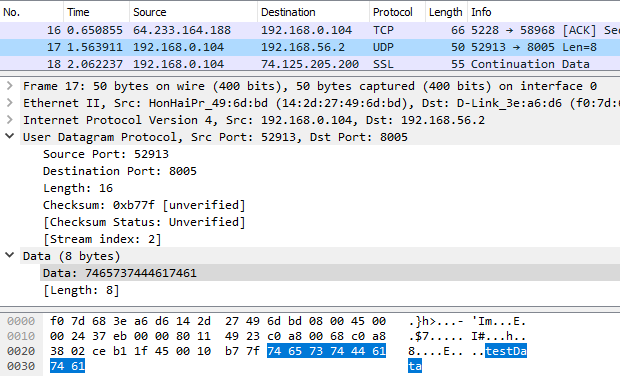 No. Time Source Destination Protocol Length Info
16 0.650855 64.233.164.188 192.168.0.104 TCP 66 5228 → 58968 [ACK] Sec
17 1.563911 192.168.0.104 192.168.56.2 UDP 50 52913 → 8005 Len=8
18 2.062237 192.168.0.104 74.125.205.200 SSL 55 Continuation Data
Frame 17: 50 bytes on wire (400 bits), 50 bytes captured (400 bits) on interface 0
Ethernet II, Src: HonHaiPr_49:6d:bd (14:2d:27:49:6d:bd), Dst: D-Link_3e:a6:d6 (f0:7d:6
Internet Protocol Version 4, Src: 192.168.0.104, Dst: 192.168.56.2
User Datagram Protocol, Src Port: 52913, Dst Port: 8005
Source Port: 52913
Destination Port: 8005
Length: 16
Checksum: 0xb77f [unverified]
[Checksum Status: Unverified]
[Stream index: 2]
Data (8 bytes)
Data: 7465737444617461
[Length: 8]
0000 f0 7d 68 3e a6 d6 14 2d 27 49 6d bd 08 00 45 00 .}h>...- 'Im...E.
0010 00 24 37 eb 00 00 80 11 49 23 c0 a8 00 68 c0 a8 .$7..... I#...h..
0020 38 02 ce b1 1f 45 00 10 b7 7f 74 65 73 74 44 61 8....E.. ..testDa
0030 74 61 ta